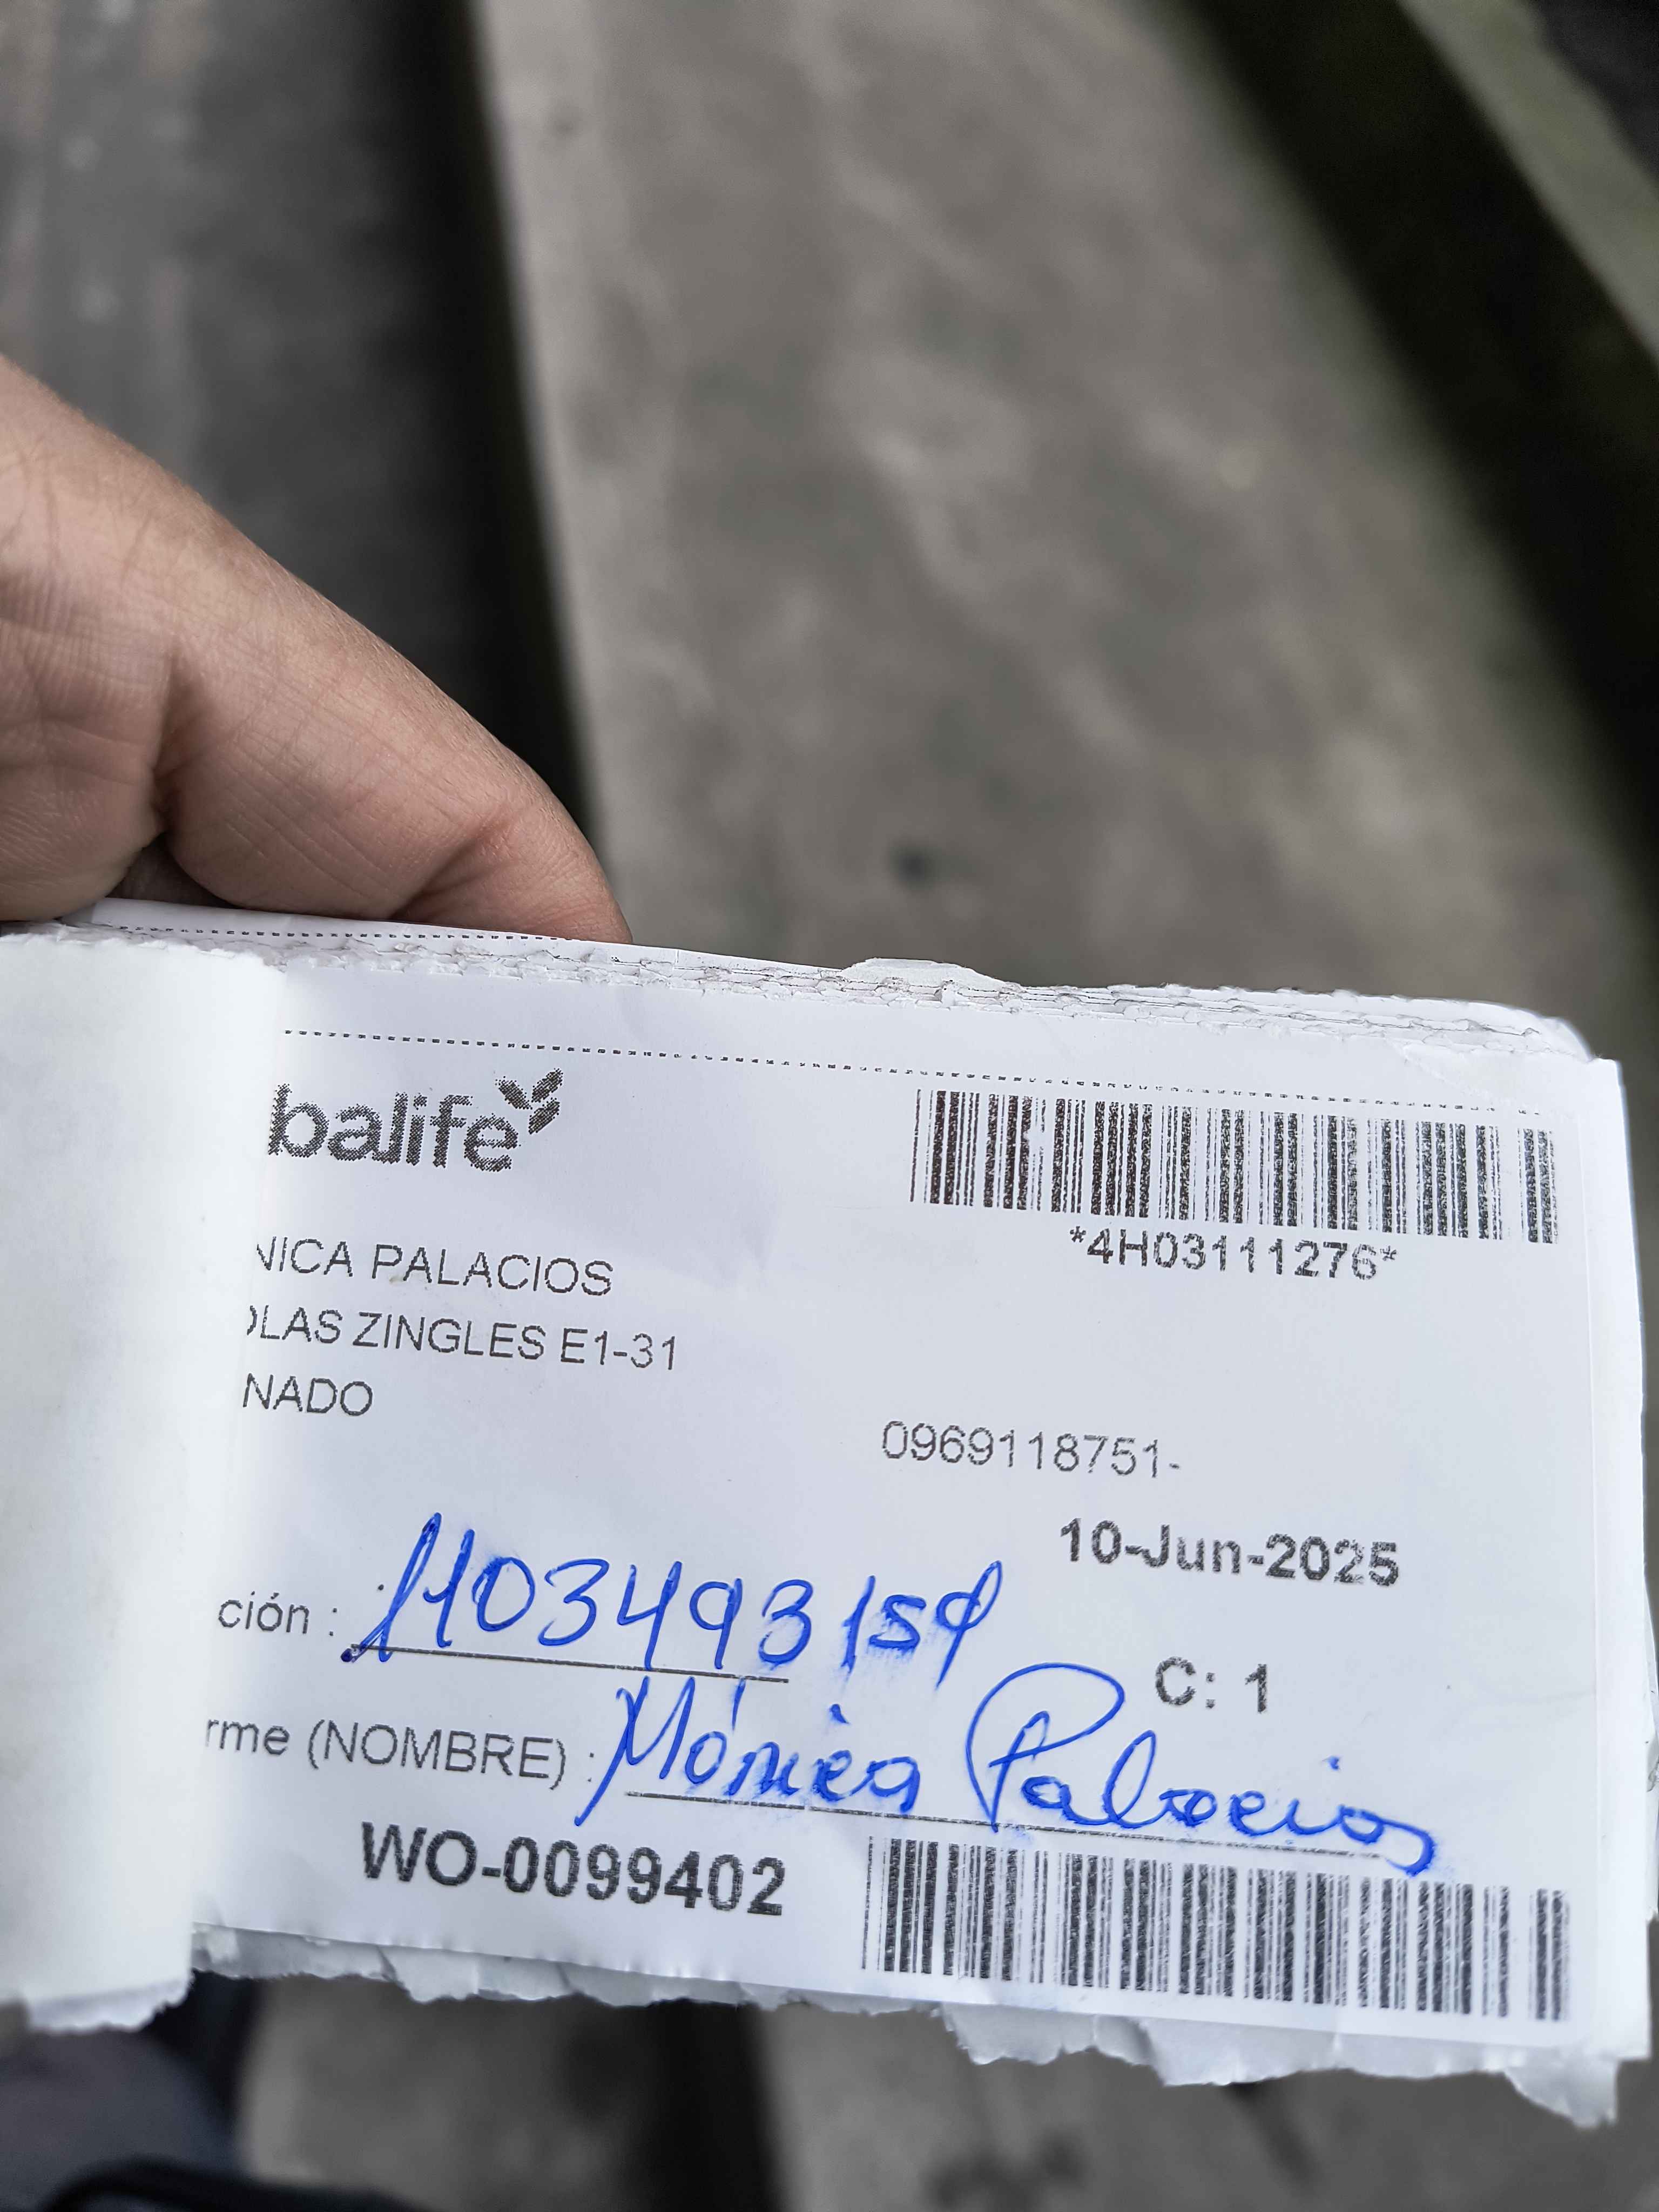 balife
*4H03111276*
NICA PALACIOS
OLAS ZINGLES E1-31
NADO
0969118751-
10-Jun-2025
ción : 1103493159
C: 1
rme (NOMBRE) : Mónica Palacios
WO-0099402